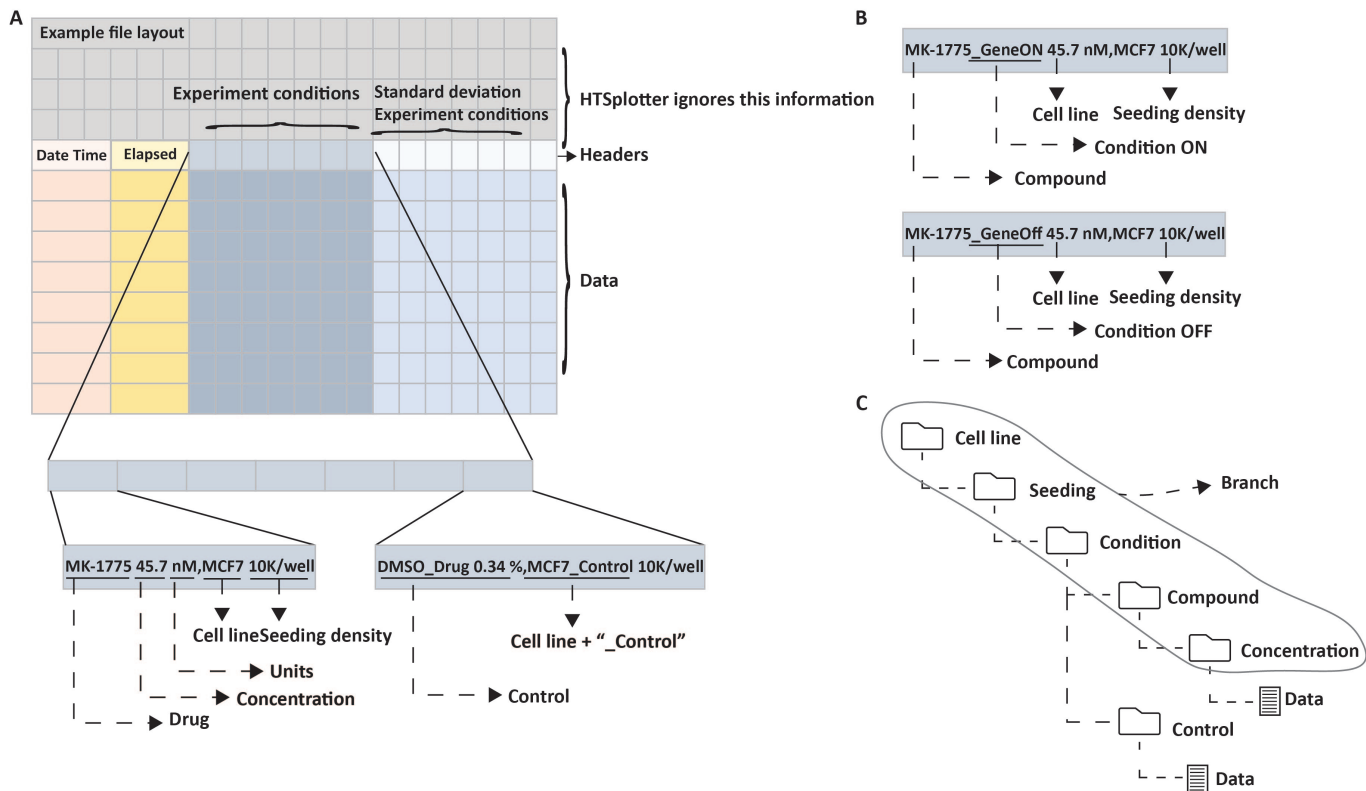 A
Example file layout
Experiment conditions
Standard deviation
Experiment conditions
HTSplotter ignores this information
Date Time
Elapsed
Headers
Data
MK-1775 45.7 nM,MCF7 10K/well
Cell line
Seeding density
Units
Concentration
Drug
DMSO_Drug 0.34 %,MCF7_Control 10K/well
Cell line + “_Control”
Control
B
MK-1775_GeneON 45.7 nM,MCF7 10K/well
Cell line
Seeding density
Condition ON
Compound
MK-1775_GeneOff 45.7 nM,MCF7 10K/well
Cell line
Seeding density
Condition OFF
Compound
C
Cell line
Seeding
Branch
Condition
Compound
Concentration
Data
Control
Data